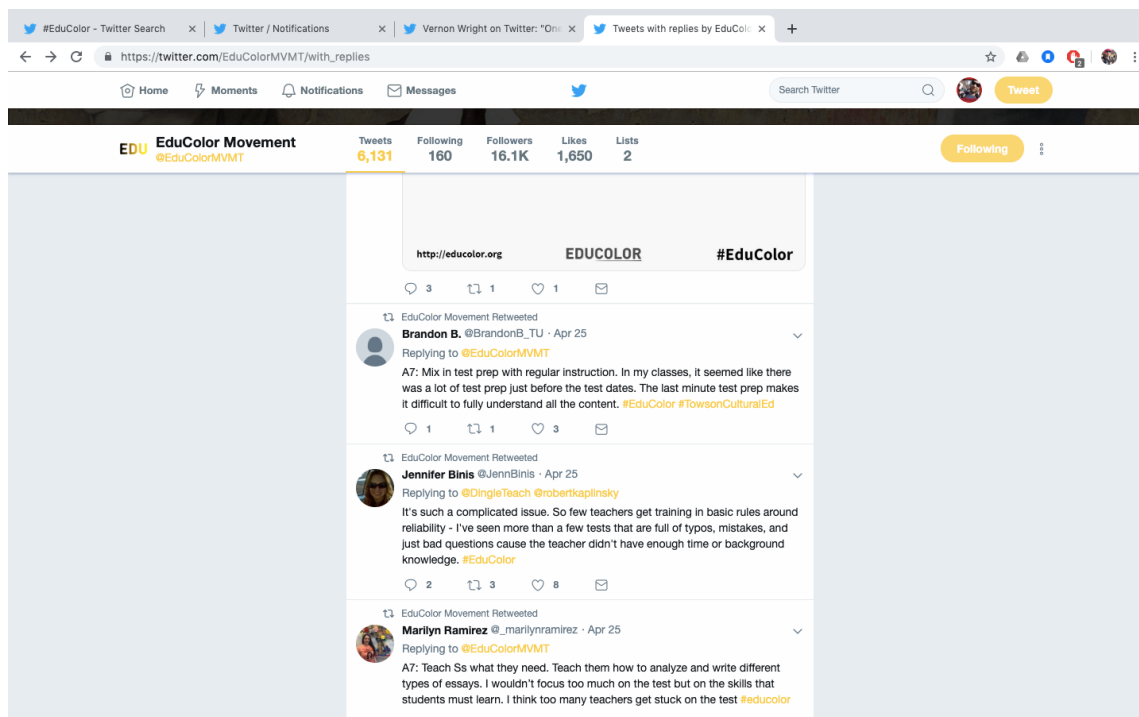 #EduColor - Twitter Search
Twitter / Notifications
Vernon Wright on Twitter: "One
Tweets with replies by EduColo
https://twitter.com/EduColorMVMT/with_replies
2
Home
Moments
Notifications
Messages
Search Twitter
Tweet
EDU
EduColor Movement
@EduColorMVMT
Tweets Following Followers Likes Lists
6,131 160 16.1K 1,650 2
Following
http://educolor.org EDUCOLOR #EduColor
3 1 1
EduColor Movement Retweeted
Brandon B. @BrandonB_TU · Apr 25
Replying to @EduColorMVMT
A7: Mix in test prep with regular instruction. In my classes, it seemed like there
was a lot of test prep just before the test dates. The last minute test prep makes
it difficult to fully understand all the content. #EduColor #TowsonCulturalEd
1 1 3
EduColor Movement Retweeted
Jennifer Binis @JennBinis · Apr 25
Replying to @DingleTeach @robertkaplinsky
It's such a complicated issue. So few teachers get training in basic rules around
reliability - I've seen more than a few tests that are full of typos, mistakes, and
just bad questions cause the teacher didn't have enough time or background
knowledge. #EduColor
2 3 8
EduColor Movement Retweeted
Marilyn Ramirez @_marilynramirez · Apr 25
Replying to @EduColorMVMT
A7: Teach Ss what they need. Teach them how to analyze and write different
types of essays. I wouldn't focus too much on the test but on the skills that
students must learn. I think too many teachers get stuck on the test #educolor